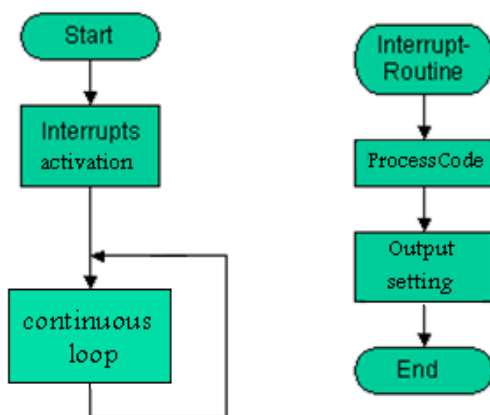 Start
Interrupts
activation
continuous
loop
Interrupt-
Routine
ProcessCode
Output
setting
End